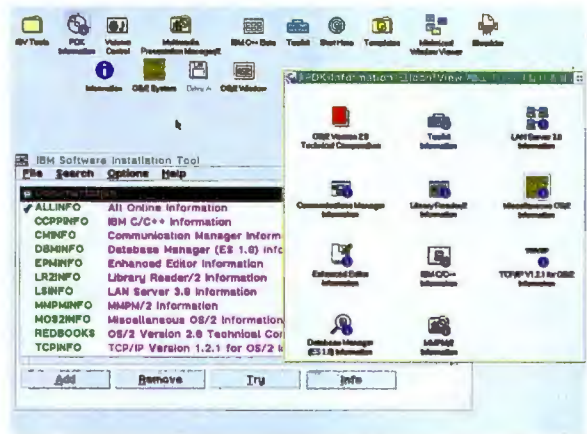 IBM Tools
PDK Information
Volume Control
Multimedia Presentation Manager/2
IBM C++ Beta
Toolkit
Start Here
Templates
Minimized Window Viewer
Shredder
Information
OS/2 System
Drive A
OS/2 Window
PDK Information - Icon View
OS/2 Version 2.0 Technical Compendium
Toolkit Information
LAN Server 3.0 Information
Communications Manager Information
Library Reader/2 Information
Miscellaneous OS/2 Information
Enhanced Editor Information
IBM C/C++ Information
TCP/IP V1.2.1 for OS/2 Information
Database Manager (ES 1.0) Information
MMPM/2 Information
IBM Software Installation Tool
File Search Options Help
Documentation
ALLINFO All Online Information
CCPPINFO IBM C/C++ Information
CMINFO Communication Manager Inform
DBMINFO Database Manager (ES 1.0) Info
EPMINFO Enhanced Editor Information
LR2INFO Library Reader/2 Information
LSINFO LAN Server 3.0 Information
MMPMINFO MMPM/2 Information
MOS2INFO Miscellaneous OS/2 Information
REDBOOKS OS/2 Version 2.0 Technical Co
TCPINFO TCP/IP Version 1.2.1 for OS/2 I
Add Remove Try Info